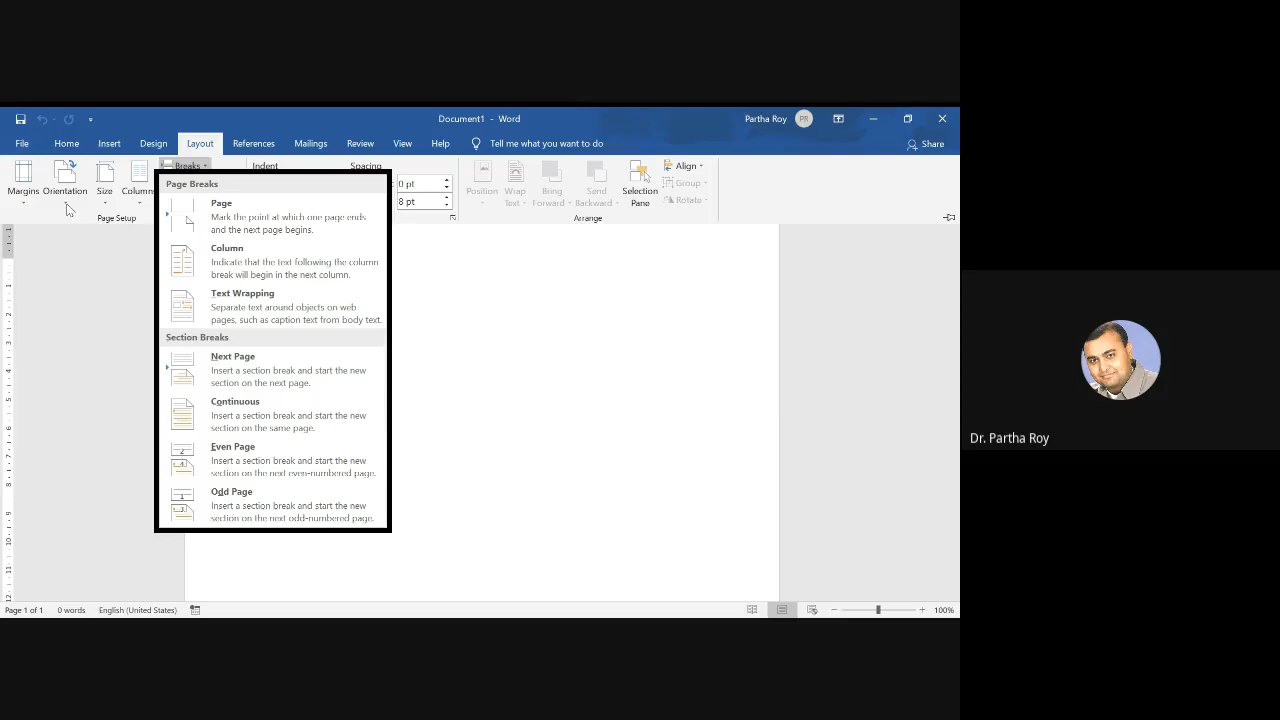 Document1 - Word
Partha Roy PR
File Home Insert Design Layout References Mailings Review View Help Tell me what you want to do Share
Breaks Indent Spacing
Margins Orientation Size Columns
Page Setup
0 pt
8 pt
Position Wrap Text Bring Forward Send Backward Selection Pane
Align
Group
Rotate
Arrange
Page Breaks
Page
Mark the point at which one page ends
and the next page begins.
Column
Indicate that the text following the column
break will begin in the next column.
Text Wrapping
Separate text around objects on web
pages, such as caption text from body text.
Section Breaks
Next Page
Insert a section break and start the new
section on the next page.
Continuous
Insert a section break and start the new
section on the same page.
Even Page
Insert a section break and start the new
section on the next even-numbered page.
Odd Page
Insert a section break and start the new
section on the next odd-numbered page.
Page 1 of 1 0 words English (United States) 100%
Dr. Partha Roy